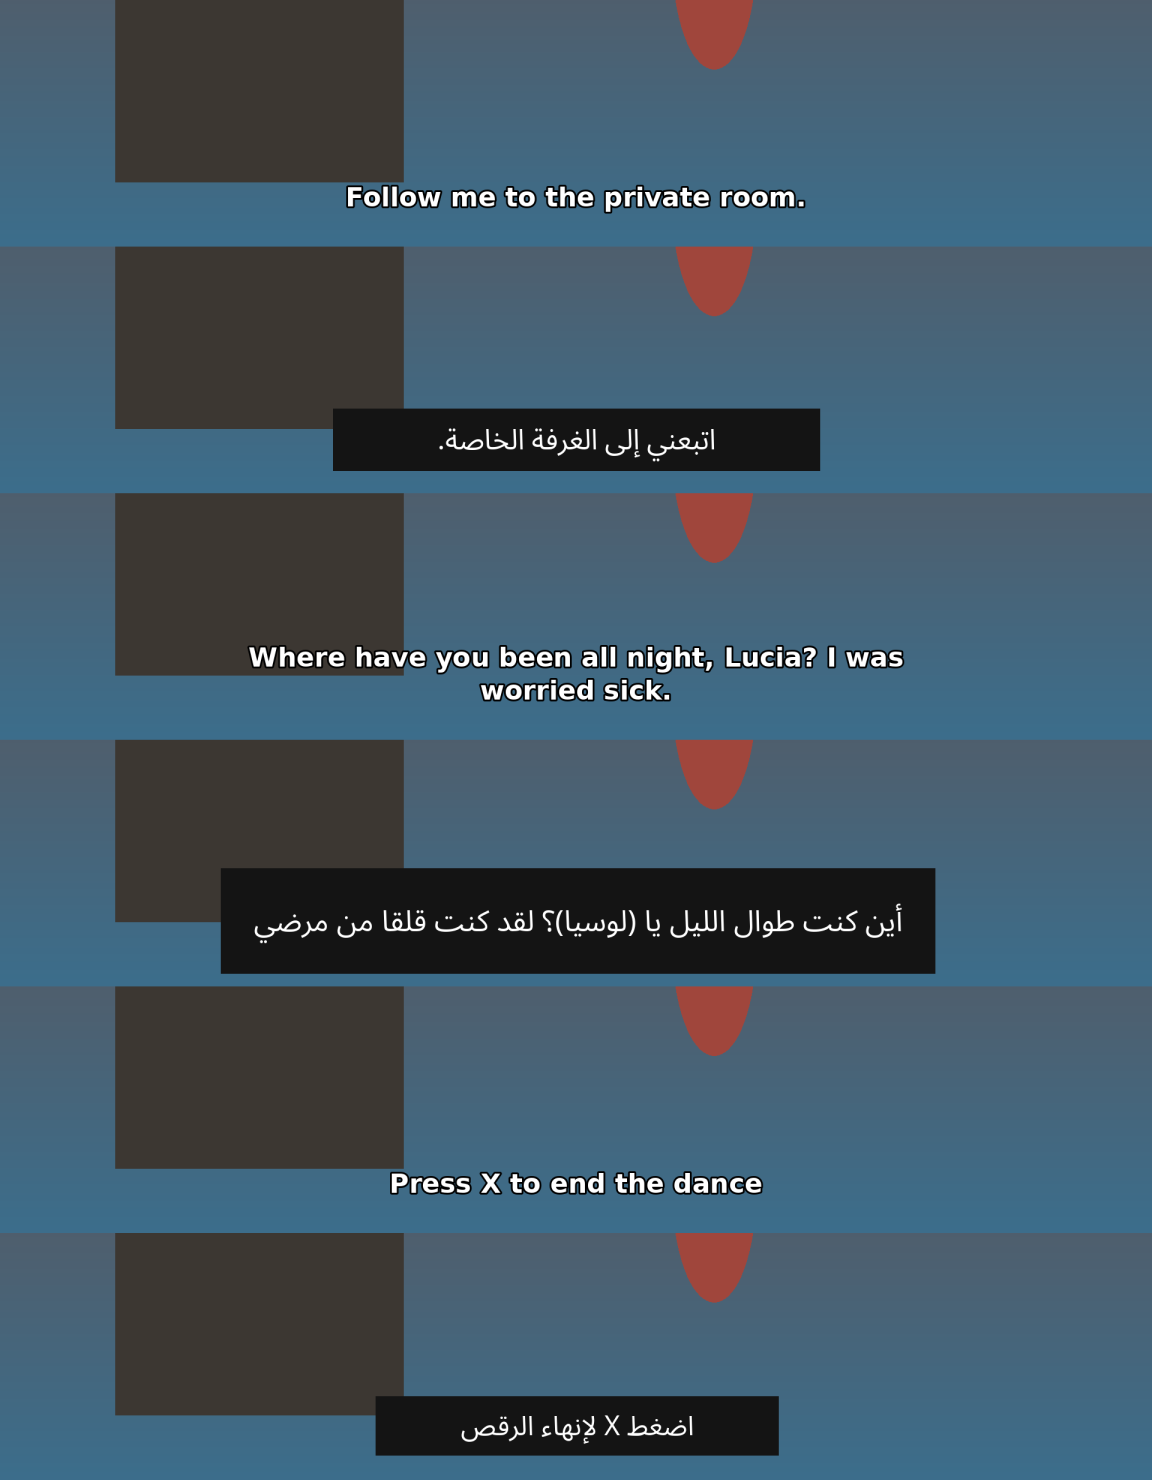 Follow me to the private room.
اتبعني إلى الغرفة الخاصة.
Where have you been all night, Lucia? I was
worried sick.
أين كنت طوال الليل يا (لوسيا)؟ لقد كنت قلقا من مرضي
Press X to end the dance
اضغط X لإنهاء الرقص